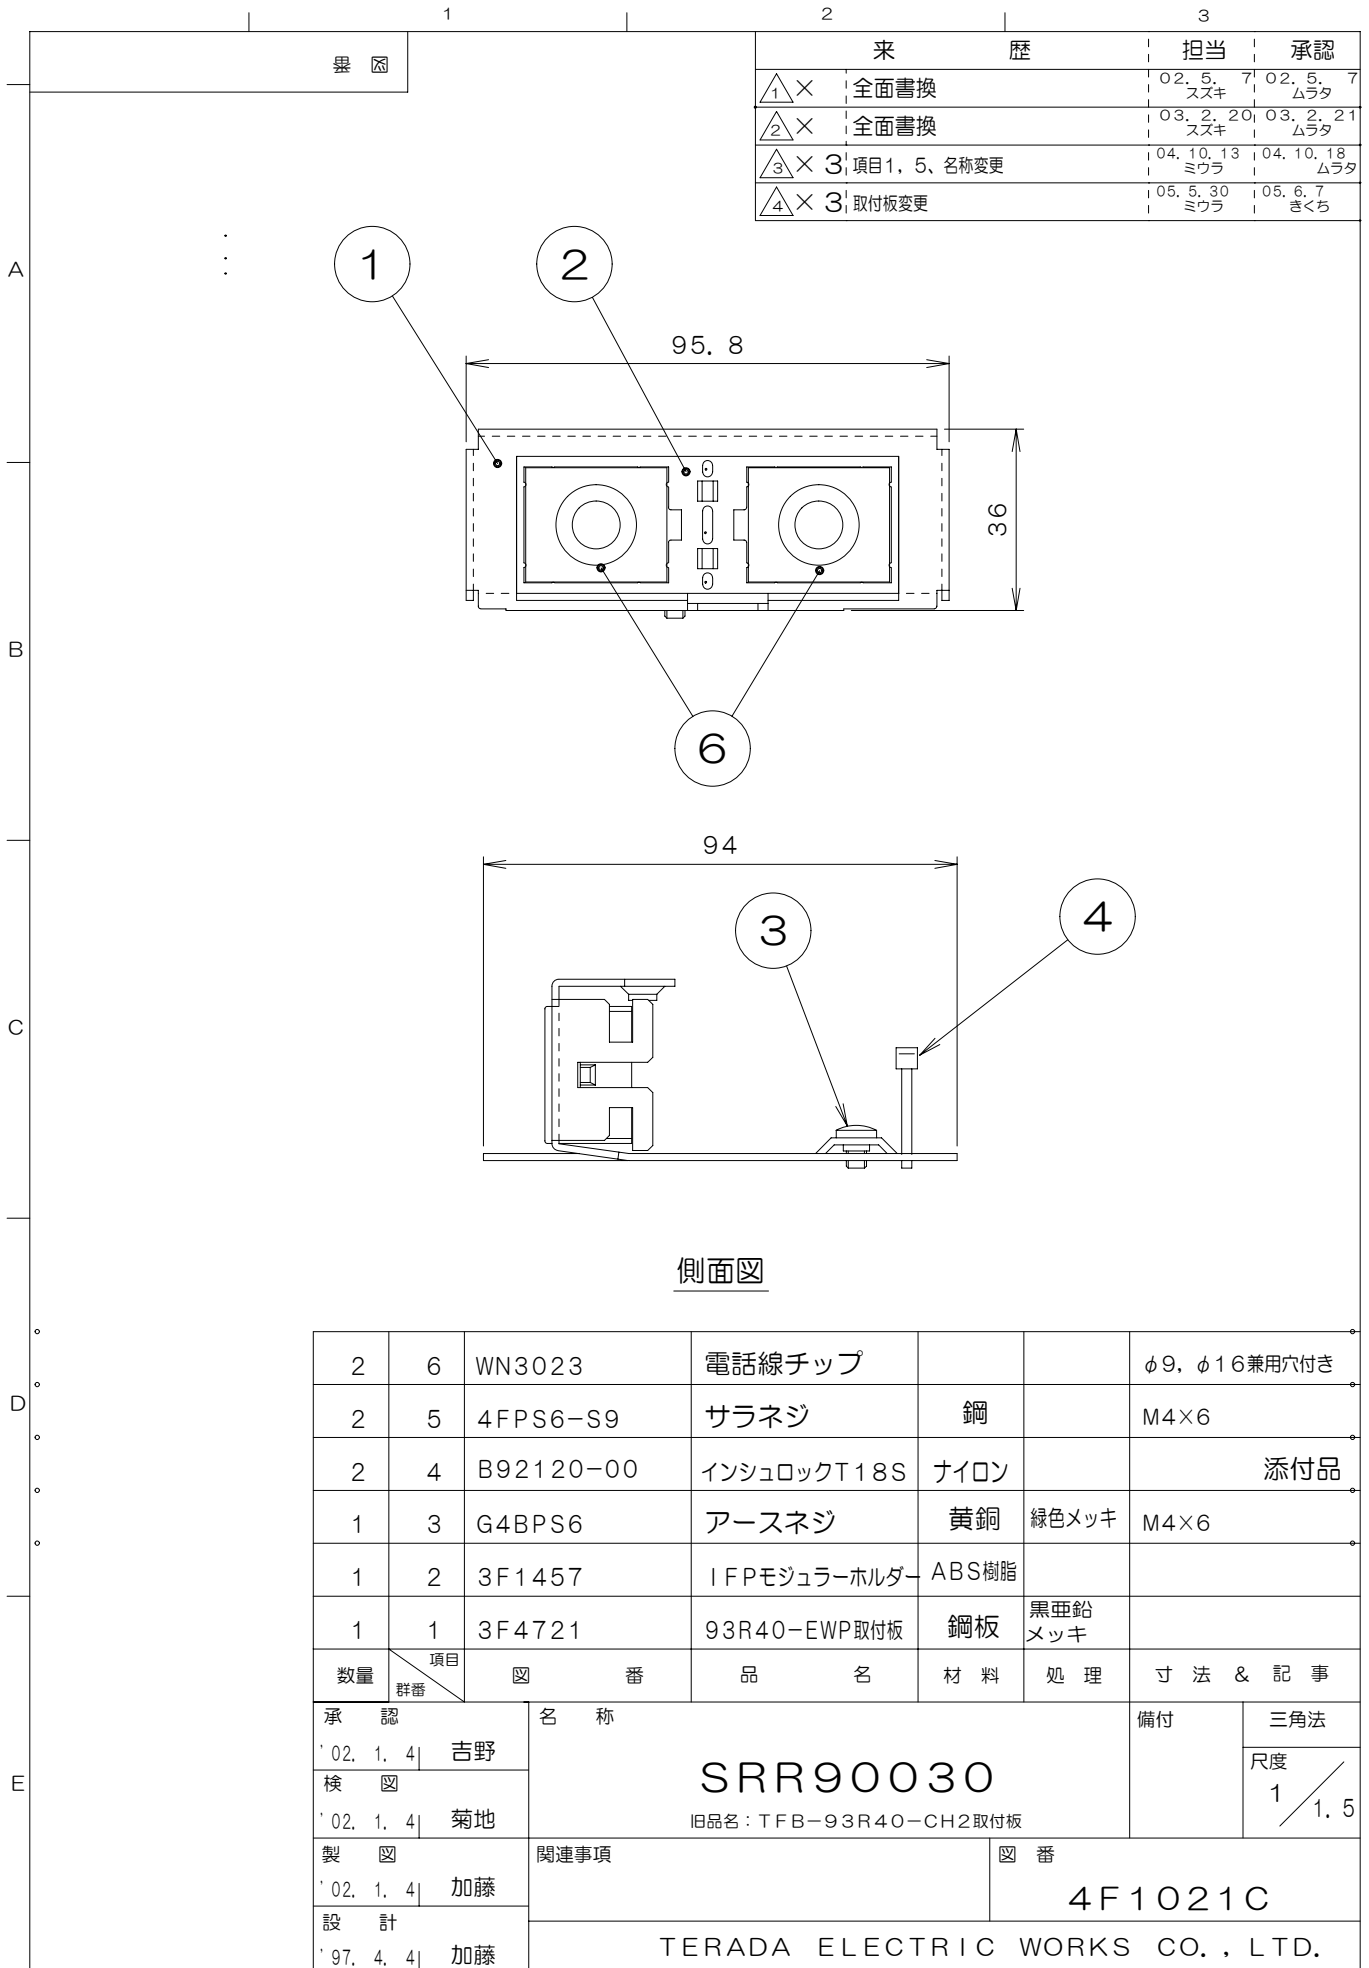 1 2 3
図番
来歴 担当 承認
1 × 全面書換 02. 5. 7 スズキ 02. 5. 7 ムラタ
2 × 全面書換 03. 2. 20 スズキ 03. 2. 21 ムラタ
3 × 3 項目1, 5、名称変更 04. 10. 13 ミウラ 04. 10. 18 ムラタ
4 × 3 取付板変更 05. 5. 30 ミウラ 05. 6. 7 きくち
A
1 2
95. 8
36
B
6
94
3 4
C
側面図
2 6 WN3023 電話線チップ φ9, φ16兼用穴付き
D
2 5 4FPS6-S9 サラネジ 鋼 M4×6
2 4 B92120-00 インシュロックT18S ナイロン 添付品
1 3 G4BPS6 アースネジ 黄銅 緑色メッキ M4×6
1 2 3F1457 IFPモジュラーホルダー ABS樹脂
1 1 3F4721 93R40-EWP取付板 鋼板 黒亜鉛メッキ
数量 項目 群番 図番 品名 材料 処理 寸法&記事
承認
'02. 1. 4 吉野
検図
'02. 1. 4 菊地
製図
'02. 1. 4 加藤
設計
'97. 4. 4 加藤
E
名称
SRR90030
旧品名:TFB-93R40-CH2取付板
備付
三角法
尺度
1/1. 5
関連事項
図番
4F1021C
TERADA ELECTRIC WORKS CO., LTD.